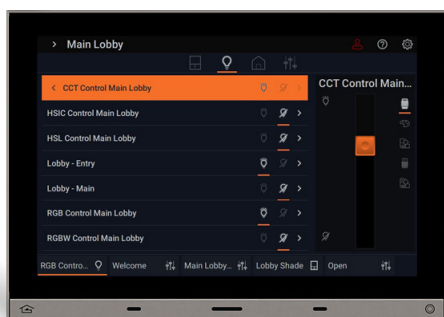 Main Lobby
CCT Control Main Lobby
HSIC Control Main Lobby
HSL Control Main Lobby
Lobby - Entry
Lobby - Main
RGB Control Main Lobby
RGBW Control Main Lobby
CCT Control Main...
RGB Contro... Welcome Main Lobby... Lobby Shade Open